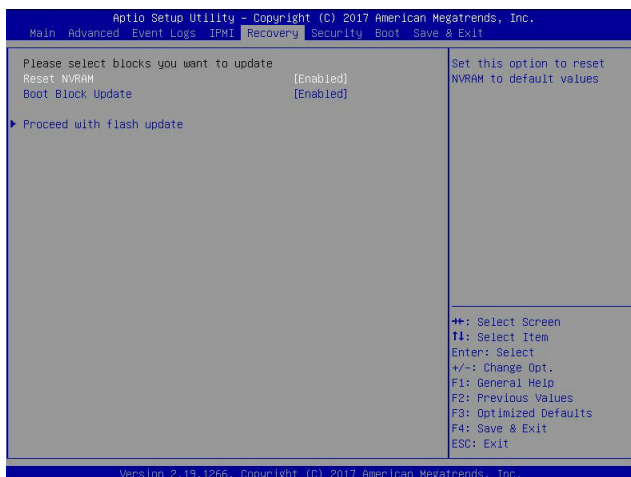 Aptio Setup Utility – Copyright (C) 2017 American Megatrends, Inc.
Main Advanced Event Logs IPMI Recovery Security Boot Save & Exit
Please select blocks you want to update
Reset NVRAM [Enabled]
Boot Block Update [Enabled]
Proceed with flash update
Set this option to reset
NVRAM to default values
→←: Select Screen
↑↓: Select Item
Enter: Select
+/-: Change Opt.
F1: General Help
F2: Previous Values
F3: Optimized Defaults
F4: Save & Exit
ESC: Exit
Version 2.19.1266. Copyright (C) 2017 American Megatrends, Inc.